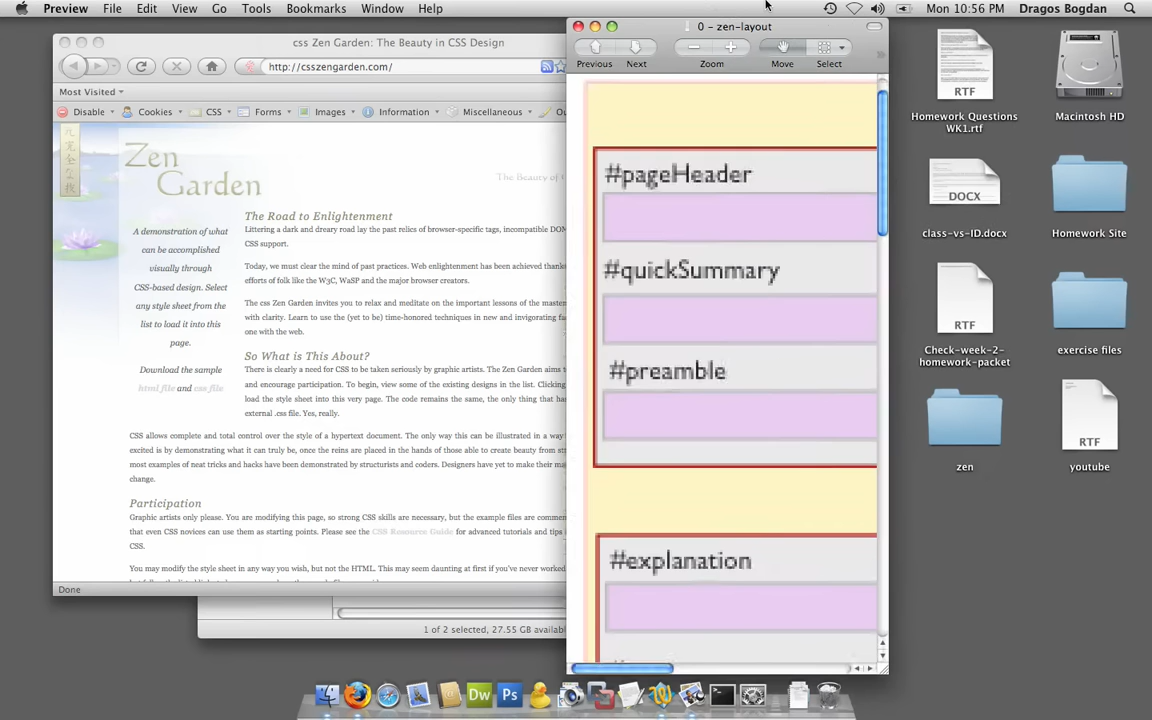 Preview File Edit View Go Tools Bookmarks Window Help Mon 10:56 PM Dragos Bogdan
css Zen Garden: The Beauty in CSS Design
http://csszengarden.com/
Most Visited
Disable Cookies CSS Forms Images Information Miscellaneous
Zen
Garden
The Beauty of
A demonstration of what
can be accomplished
visually through
CSS-based design. Select
any style sheet from the
list to load it into this
page.
Download the sample
html file and css file
The Road to Enlightenment
Littering a dark and dreary road lay the past relics of browser-specific tags, incompatible DOM
CSS support.
Today, we must clear the mind of past practices. Web enlightenment has been achieved thanks
efforts of folk like the W3C, WaSP and the major browser creators.
The css Zen Garden invites you to relax and meditate on the important lessons of the master
with clarity. Learn to use the (yet to be) time-honored techniques in new and invigorating fa
one with the web.
So What is This About?
There is clearly a need for CSS to be taken seriously by graphic artists. The Zen Garden aims to
and encourage participation. To begin, view some of the existing designs in the list. Clicking
load the style sheet into this very page. The code remains the same, the only thing that ha
external .css file. Yes, really.
CSS allows complete and total control over the style of a hypertext document. The only way this can be illustrated in a way
excited is by demonstrating what it can truly be, once the reins are placed in the hands of those able to create beauty from st
most examples of neat tricks and hacks have been demonstrated by structurists and coders. Designers have yet to make their ma
change.
Participation
Graphic artists only please. You are modifying this page, so strong CSS skills are necessary, but the example files are commen
that even CSS novices can use them as starting points. Please see the CSS Resource Guide for advanced tutorials and tips
CSS.
You may modify the style sheet in any way you wish, but not the HTML. This may seem daunting at first if you've never worked
Done
1 of 2 selected, 27.55 GB availab
0 - zen-layout
Previous Next Zoom Move Select
#pageHeader
#quickSummary
#preamble
#explanation
RTF
Homework Questions
WK1.rtf
Macintosh HD
DOCX
class-vs-ID.docx
Homework Site
RTF
Check-week-2-
homework-packet
exercise files
zen
RTF
youtube
Dw Ps